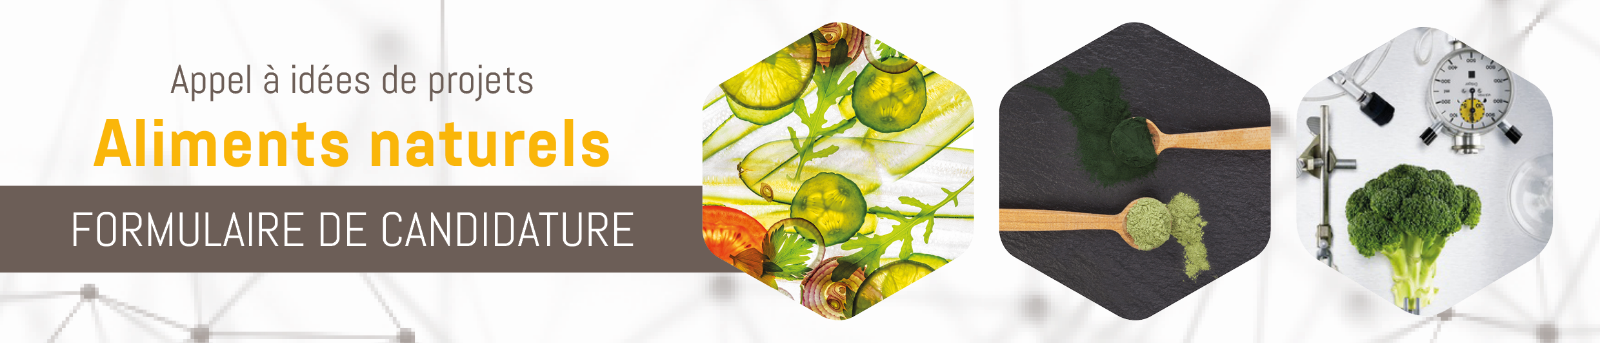 Appel à idées de projets
Aliments naturels
FORMULAIRE DE CANDIDATURE